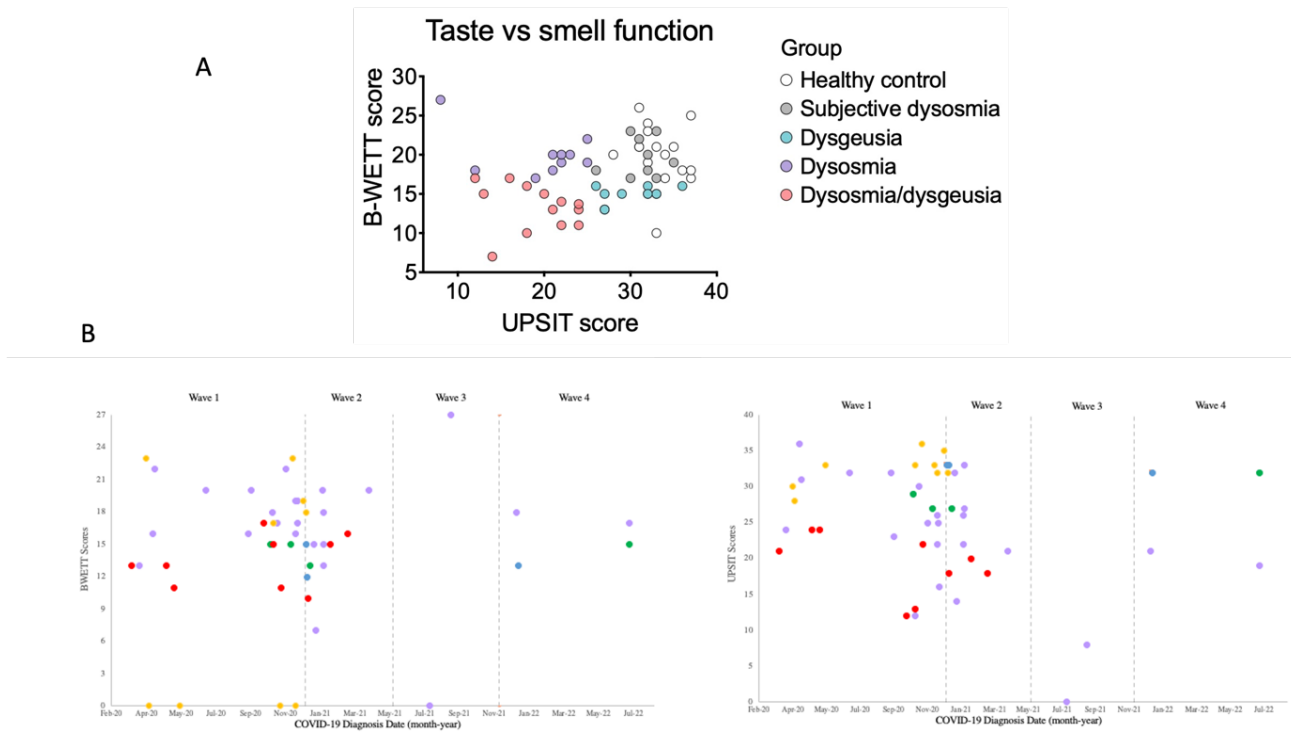 A
Taste vs smell function
B-WETT score
30
25
20
15
10
5
10 20 30 40
UPSIT score
Group
Healthy control
Subjective dysosmia
Dysgeusia
Dysosmia
Dysosmia/dysgeusia
B
Wave 1 Wave 2 Wave 3 Wave 4
BWETT Scores
27
24
21
18
15
12
9
6
3
0
Feb-20 Apr-20 May-20 Jul-20 Sep-20 Nov-20 Jan-21 Mar-21 May-21 Jul-21 Sep-21 Nov-21 Jan-22 Mar-22 May-22 Jul-22
COVID-19 Diagnosis Date (month-year)
Wave 1 Wave 2 Wave 3 Wave 4
UPSIT Scores
40
35
30
25
20
15
10
5
0
Feb-20 Apr-20 May-20 Jul-20 Sep-20 Nov-20 Jan-21 Mar-21 May-21 Jul-21 Sep-21 Nov-21 Jan-22 Mar-22 May-22 Jul-22
COVID-19 Diagnosis Date (month-year)